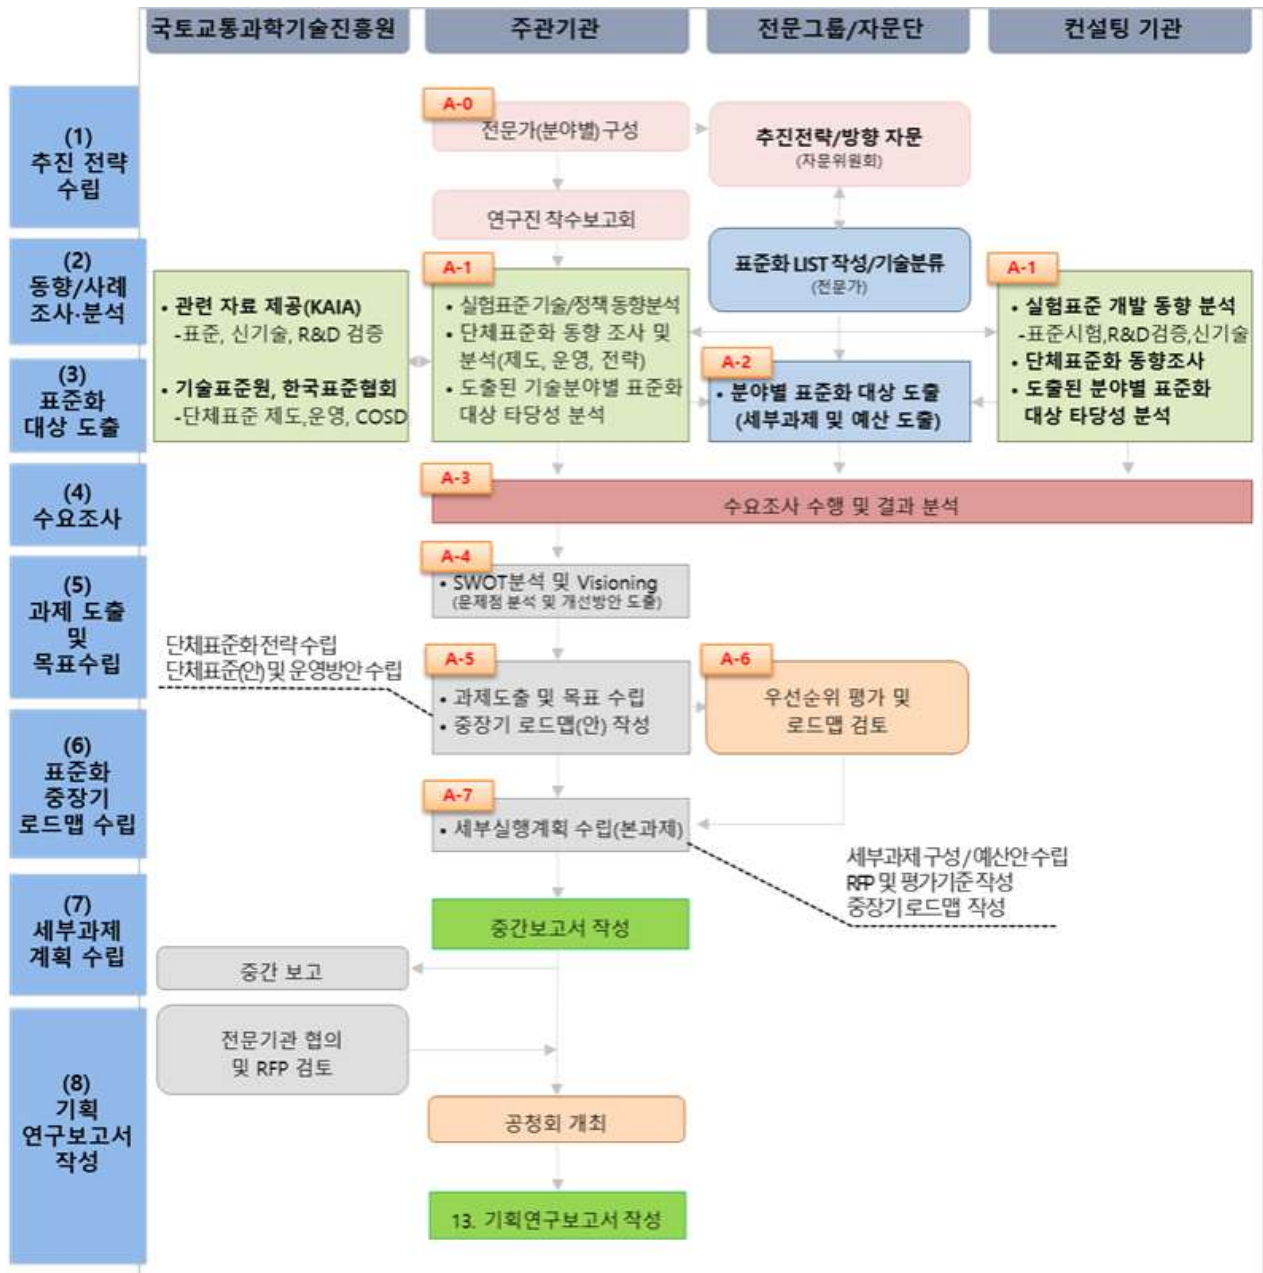 국토교통과학기술진흥원
주관기관
전문그룹/자문단
컨설팅 기관
(1)
추진 전략
수립
A-0
전문가(분야별) 구성
추진전략/방향 자문
(자문위원회)
연구진 착수보고회
(2)
동향/사례
조사·분석
표준화 LIST 작성/기술분류
(전문가)
• 관련 자료 제공(KAIA)
-표준, 신기술, R&D 검증
• 기술표준원, 한국표준협회
-단체표준 제도,운영, COSD
A-1
• 실험표준 기술/정책 동향분석
• 단체표준화 동향 조사 및
분석(제도, 운영, 전략)
• 도출된 기술분야별 표준화
대상 타당성 분석
A-1
• 실험표준 개발 동향 분석
-표준시험,R&D검증,신기술
• 단체표준화 동향조사
• 도출된 분야별 표준화
대상 타당성 분석
(3)
표준화
대상 도출
A-2
• 분야별 표준화 대상 도출
(세부과제 및 예산 도출)
(4)
수요조사
A-3
수요조사 수행 및 결과 분석
(5)
과제 도출
및
목표수립
A-4
• SWOT분석 및 Visioning
(문제점 분석 및 개선방안 도출)
단체표준화 전략 수립
단체표준(안) 및 운영방안 수립
A-5
• 과제도출 및 목표 수립
• 중장기 로드맵(안) 작성
A-6
우선순위 평가 및
로드맵 검토
(6)
표준화
중장기
로드맵 수립
A-7
• 세부실행계획 수립(본과제)
세부과제 구성 / 예산안 수립
RFP 및 평가기준 작성
중장기 로드맵 작성
(7)
세부과제
계획 수립
중간보고서 작성
중간 보고
(8)
기획
연구보고서
작성
전문기관 협의
및 RFP 검토
공청회 개최
13. 기획연구보고서 작성